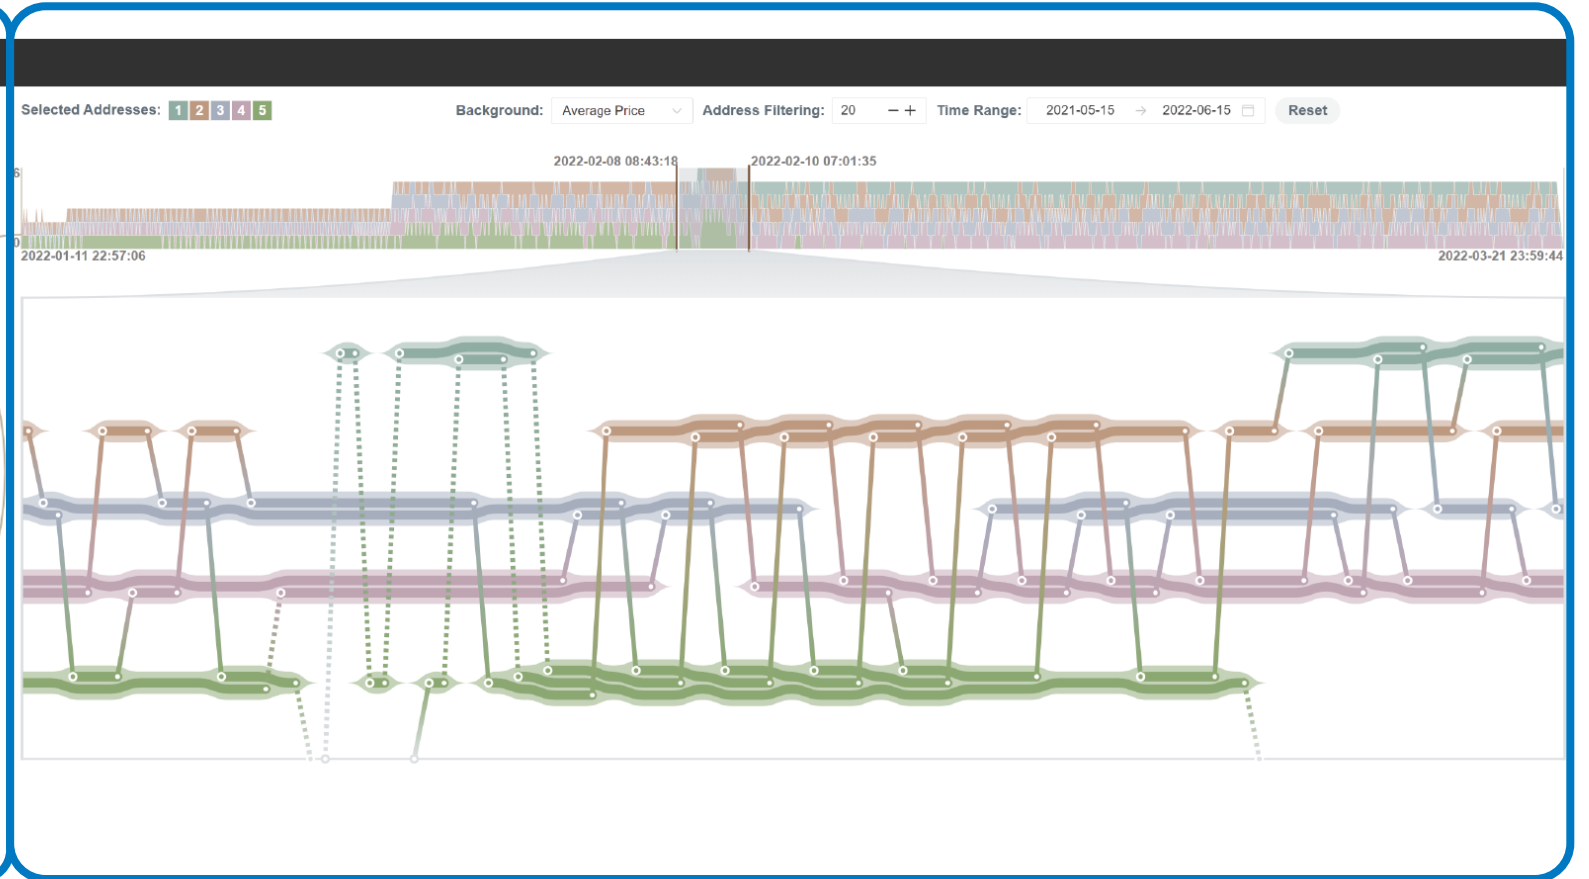 Selected Addresses: 1 2 3 4 5 Background: Average Price Address Filtering: 20 − + Time Range: 2021-05-15 → 2022-06-15 Reset
2022-02-08 08:43:18 2022-02-10 07:01:35
6
0
2022-01-11 22:57:06 2022-03-21 23:59:44